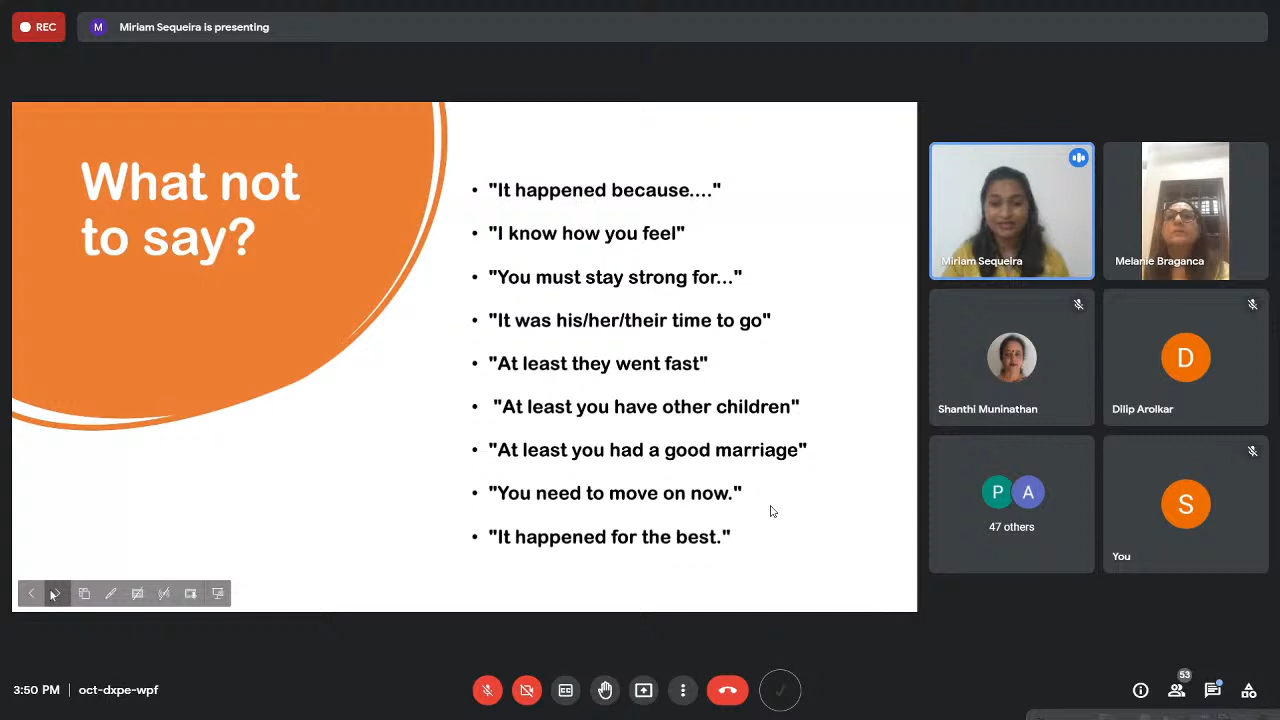 REC
M
Miriam Sequeira is presenting
What not
to say?
• "It happened because...."
• "I know how you feel"
• "You must stay strong for..."
• "It was his/her/their time to go"
• "At least they went fast"
• "At least you have other children"
• "At least you had a good marriage"
• "You need to move on now."
• "It happened for the best."
Miriam Sequeira
Melanie Braganca
Shanthi Muninathan
D
Dilip Arolkar
P A
47 others
S
You
3:50 PM | oct-dxpe-wpf
CC
53